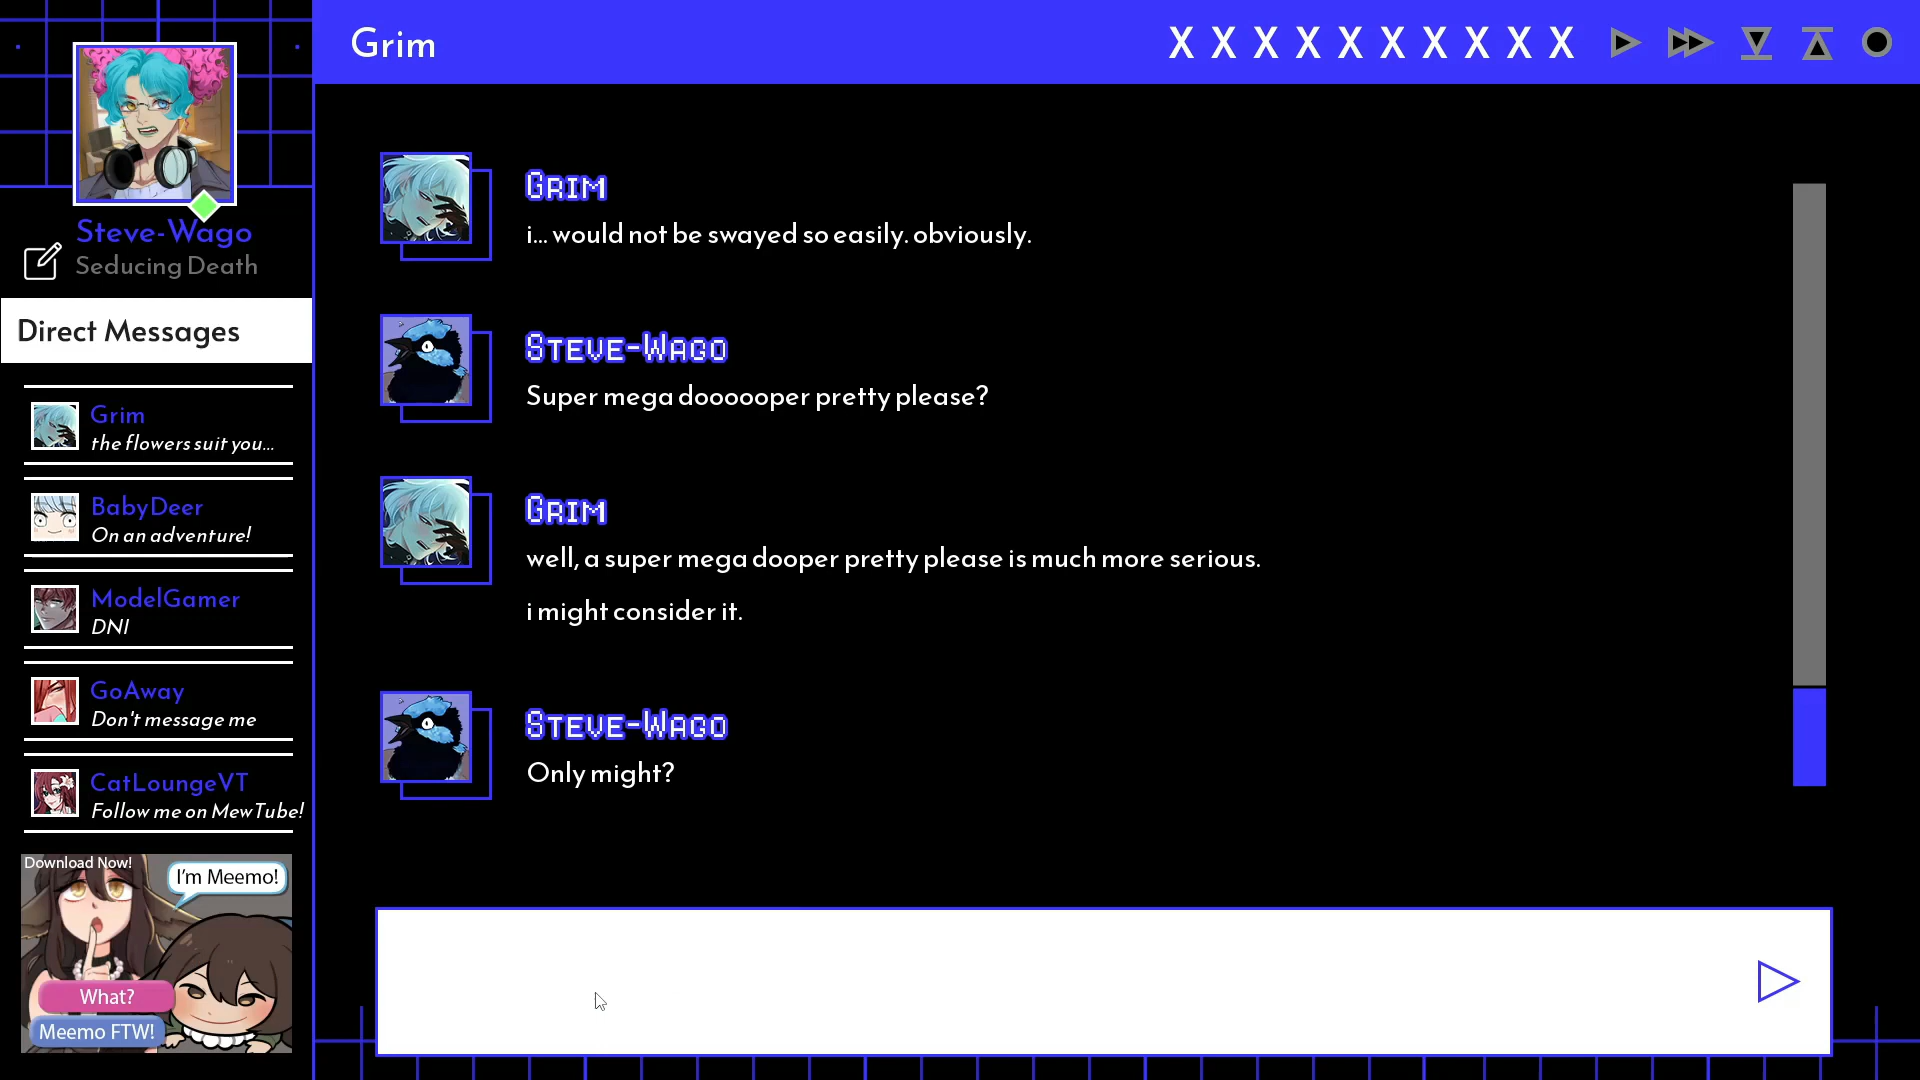 Grim
X X X X X X X X X X
Steve-Wago
Seducing Death
Direct Messages
Grim
the flowers suit you...
BabyDeer
On an adventure!
ModelGamer
DNI
GoAway
Don't message me
CatLoungeVT
Follow me on MewTube!
Download Now!
I'm Meemo!
What?
Meemo FTW!
Grim
i... would not be swayed so easily. obviously.
Steve-Wago
Super mega doooooper pretty please?
Grim
well, a super mega dooper pretty please is much more serious.
i might consider it.
Steve-Wago
Only might?